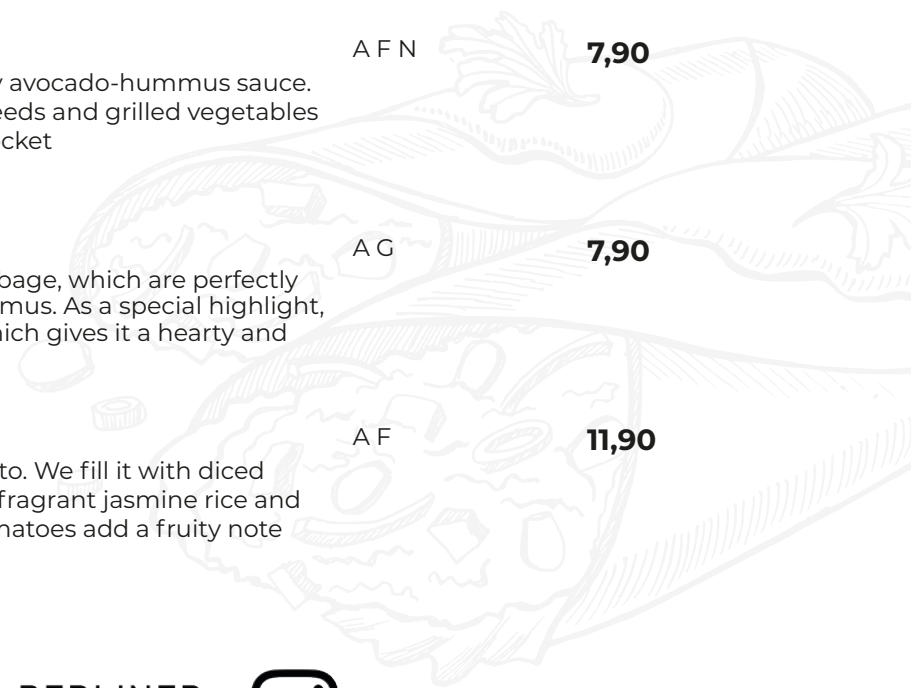 A F N 7,90
avocado-hummus sauce.
eeds and grilled vegetables
cket
A G 7,90
bage, which are perfectly
mus. As a special highlight,
hich gives it a hearty and
A F 11,90
to. We fill it with diced
fragrant jasmine rice and
matoes add a fruity note
BERLINER